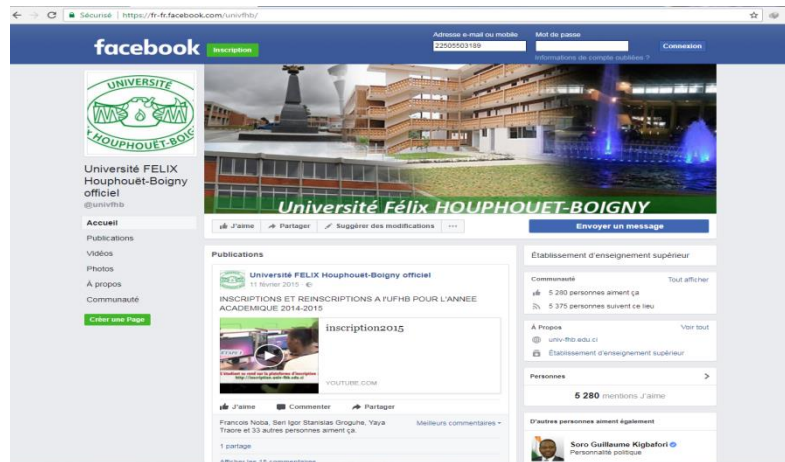 Sécurisé | https://fr-fr.facebook.com/univfhb/
facebook
Inscription
Adresse e-mail ou mobile
Mot de passe
22505503189
Connexion
Informations de compte oubliées ?
UNIVERSITÉ
HOUPHOUËT-BOIGNY
Université FELIX
Houphouët-Boigny
officiel
@univfhb
Accueil
Publications
Vidéos
Photos
À propos
Communauté
Créer une Page
Université Félix HOUPHOUET-BOIGNY
J'aime
Partager
Suggérer des modifications
Envoyer un message
Publications
Université FELIX Houphouët-Boigny officiel
11 février 2015
INSCRIPTIONS ET REINSCRIPTIONS A l'UFHB POUR L'ANNEE
ACADEMIQUE 2014-2015
inscription2015
YOUTUBE.COM
J'aime
Commenter
Partager
Francois Noba, Seri Igor Stanislas Groguhe, Yaya
Traore et 33 autres personnes aiment ça.
Meilleurs commentaires
1 partage
Établissement d'enseignement supérieur
Communauté
Tout afficher
5 280 personnes aiment ça
5 375 personnes suivent ce lieu
À Propos
Voir tout
univ-fhb.edu.ci
Établissement d'enseignement supérieur
Personnes
5 280 mentions J'aime
D'autres personnes aiment également
Soro Guillaume Kigbafori
Personnalité politique